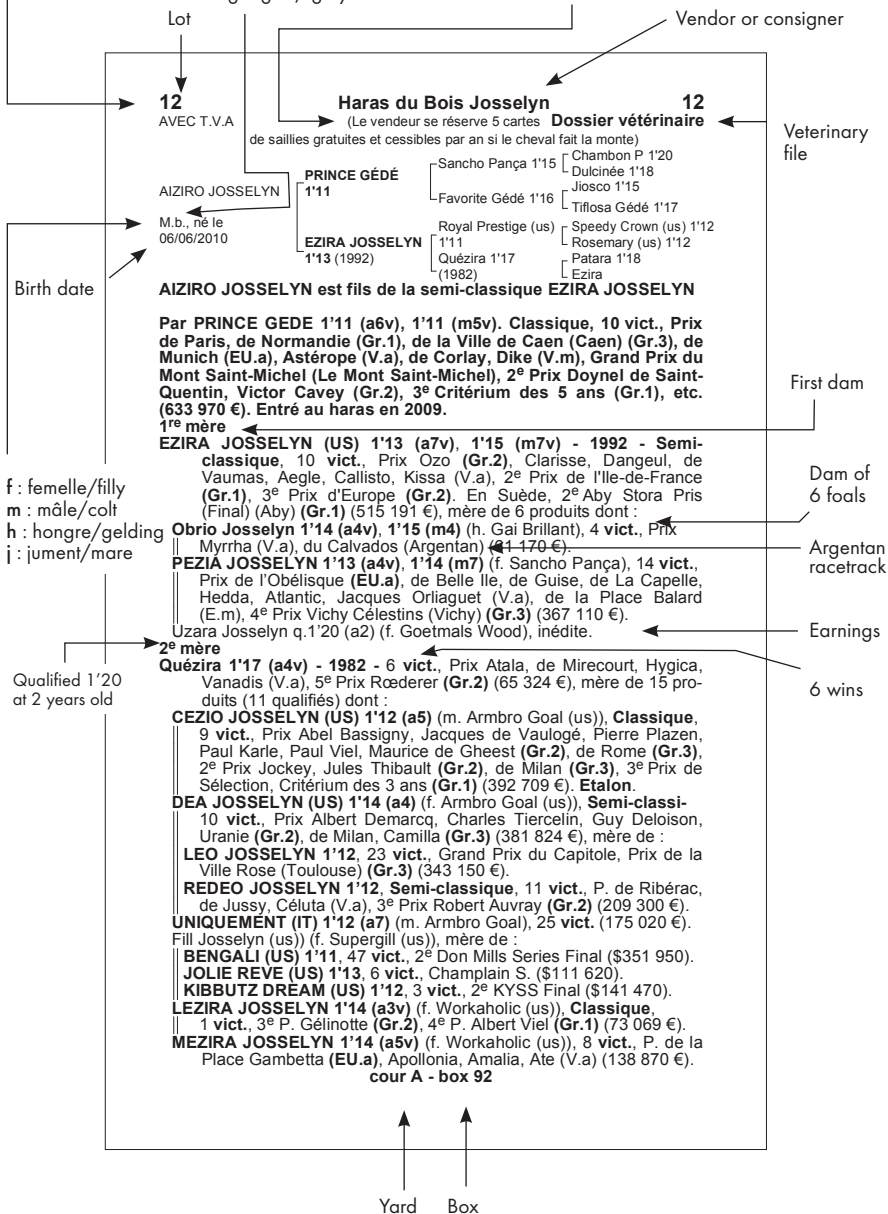 Lot
Vendor or consigner
12
Haras du Bois Josselyn
12
AVEC T.V.A
(Le vendeur se réserve 5 cartes Dossier vétérinaire
de saillies gratuites et cessibles par an si le cheval fait la monte)
Veterinary
file
AIZIRO JOSSELYN
M.b., né le
06/06/2010
PRINCE GÉDÉ
1'11
EZIRA JOSSELYN
1'13 (1992)
Sancho Pança 1'15
Favorite Gédé 1'16
Royal Prestige (us)
1'11
Quézira 1'17
(1982)
Chambon P 1'20
Dulcinée 1'18
Jiosco 1'15
Tiflosa Gédé 1'17
Speedy Crown (us) 1'12
Rosemary (us) 1'12
Patara 1'18
Ezira
Birth date
AIZIRO JOSSELYN est fils de la semi-classique EZIRA JOSSELYN
Par PRINCE GEDE 1’11 (a6v), 1’11 (m5v). Classique, 10 vict., Prix
de Paris, de Normandie (Gr.1), de la Ville de Caen (Caen) (Gr.3), de
Munich (EU.a), Astérope (V.a), de Corlay, Dike (V.m), Grand Prix du
Mont Saint-Michel (Le Mont Saint-Michel), 2e Prix Doynel de Saint-
Quentin, Victor Cavey (Gr.2), 3e Critérium des 5 ans (Gr.1), etc.
(633 970 €). Entré au haras en 2009.
First dam
1re mère
EZIRA JOSSELYN (US) 1’13 (a7v), 1’15 (m7v) - 1992 - Semi-
classique, 10 vict., Prix Ozo (Gr.2), Clarisse, Dangeul, de
Vaumas, Aegle, Callisto, Kissa (V.a), 2e Prix de l'Ile-de-France
(Gr.1), 3e Prix d'Europe (Gr.2). En Suède, 2e Aby Stora Pris
(Final) (Aby) (Gr.1) (515 191 €), mère de 6 produits dont :
f : femelle/filly
m : mâle/colt
h : hongre/gelding
j : jument/mare
Dam of
6 foals
Obrio Josselyn 1’14 (a4v), 1’15 (m4) (h. Gai Brillant), 4 vict., Prix
Myrrha (V.a), du Calvados (Argentan) (61 170 €).
Argentan
racetrack
PEZIA JOSSELYN 1’13 (a4v), 1’14 (m7) (f. Sancho Pança), 14 vict.,
Prix de l’Obélisque (EU.a), de Belle Ile, de Guise, de La Capelle,
Hedda, Atlantic, Jacques Orliaguet (V.a), de la Place Balard
(E.m), 4e Prix Vichy Célestins (Vichy) (Gr.3) (367 110 €).
Uzara Josselyn q.1’20 (a2) (f. Goetmals Wood), inédite.
Earnings
2e mère
Qualified 1’20
at 2 years old
Quézira 1’17 (a4v) - 1982 - 6 vict., Prix Atala, de Mirecourt, Hygica,
Vanadis (V.a), 5e Prix Rœderer (Gr.2) (65 324 €), mère de 15 pro-
duits (11 qualifiés) dont :
6 wins
CEZIO JOSSELYN (US) 1’12 (a5) (m. Armbro Goal (us)), Classique,
9 vict., Prix Abel Bassigny, Jacques de Vaulogé, Pierre Plazen,
Paul Karle, Paul Viel, Maurice de Gheest (Gr.2), de Rome (Gr.3),
2e Prix Jockey, Jules Thibault (Gr.2), de Milan (Gr.3), 3e Prix de
Sélection, Critérium des 3 ans (Gr.1) (392 709 €). Etalon.
DEA JOSSELYN (US) 1’14 (a4) (f. Armbro Goal (us)), Semi-classi-
10 vict., Prix Albert Demarcq, Charles Tiercelin, Guy Deloison,
Uranie (Gr.2), de Milan, Camilla (Gr.3) (381 824 €), mère de :
LEO JOSSELYN 1’12, 23 vict., Grand Prix du Capitole, Prix de la
Ville Rose (Toulouse) (Gr.3) (343 150 €).
REDEO JOSSELYN 1’12, Semi-classique, 11 vict., P. de Ribérac,
de Jussy, Céluta (V.a), 3e Prix Robert Auvray (Gr.2) (209 300 €).
UNIQUEMENT (IT) 1'12 (a7) (m. Armbro Goal), 25 vict. (175 020 €).
Fill Josselyn (us)) (f. Supergill (us)), mère de :
BENGALI (US) 1'11, 47 vict., 2e Don Mills Series Final ($351 950).
JOLIE REVE (US) 1'13, 6 vict., Champlain S. ($111 620).
KIBBUTZ DREAM (US) 1’12, 3 vict., 2e KYSS Final ($141 470).
LEZIRA JOSSELYN 1'14 (a3v) (f. Workaholic (us)), Classique,
1 vict., 3e P. Gélinotte (Gr.2), 4e P. Albert Viel (Gr.1) (73 069 €).
MEZIRA JOSSELYN 1’14 (a5v) (f. Workaholic (us)), 8 vict., P. de la
Place Gambetta (EU.a), Apollonia, Amalia, Ate (V.a) (138 870 €).
cour A - box 92
Yard
Box